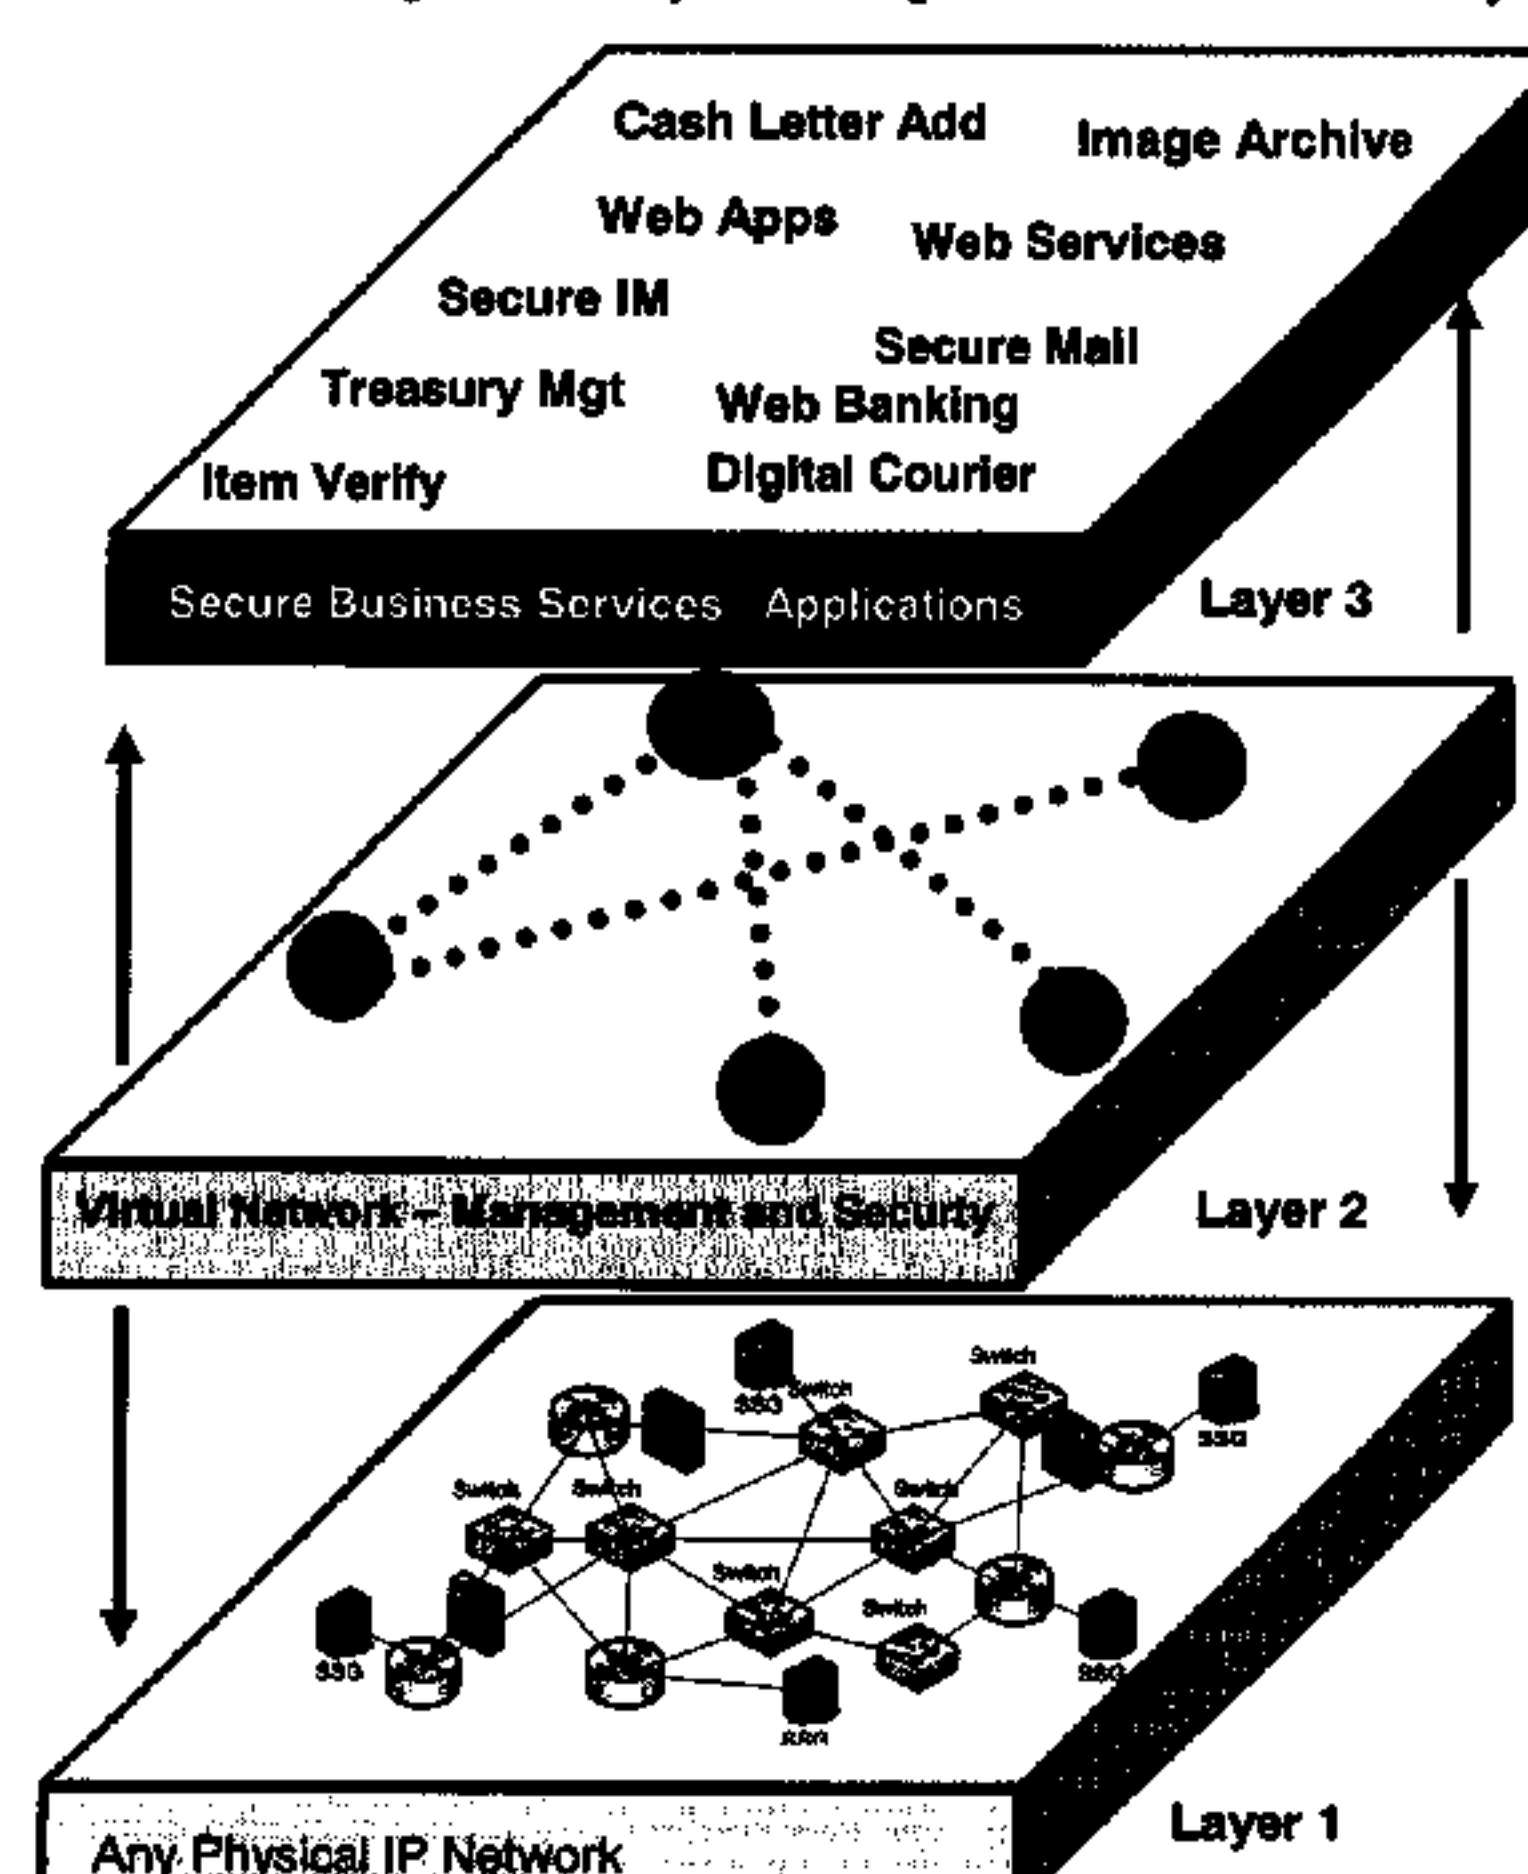 Cash Letter Add
Image Archive
Web Apps
Web Services
Secure IM
Secure Mail
Treasury Mgt
Web Banking
Item Verify
Digital Courier
Secure Business Services Applications
Layer 3
Virtual Network – Management and Securty
Layer 2
Switch
SSG
Switch
SSG
Switch
Switch
Switch
Switch
Switch
SSG
SSG
Any Physical IP Network
Layer 1